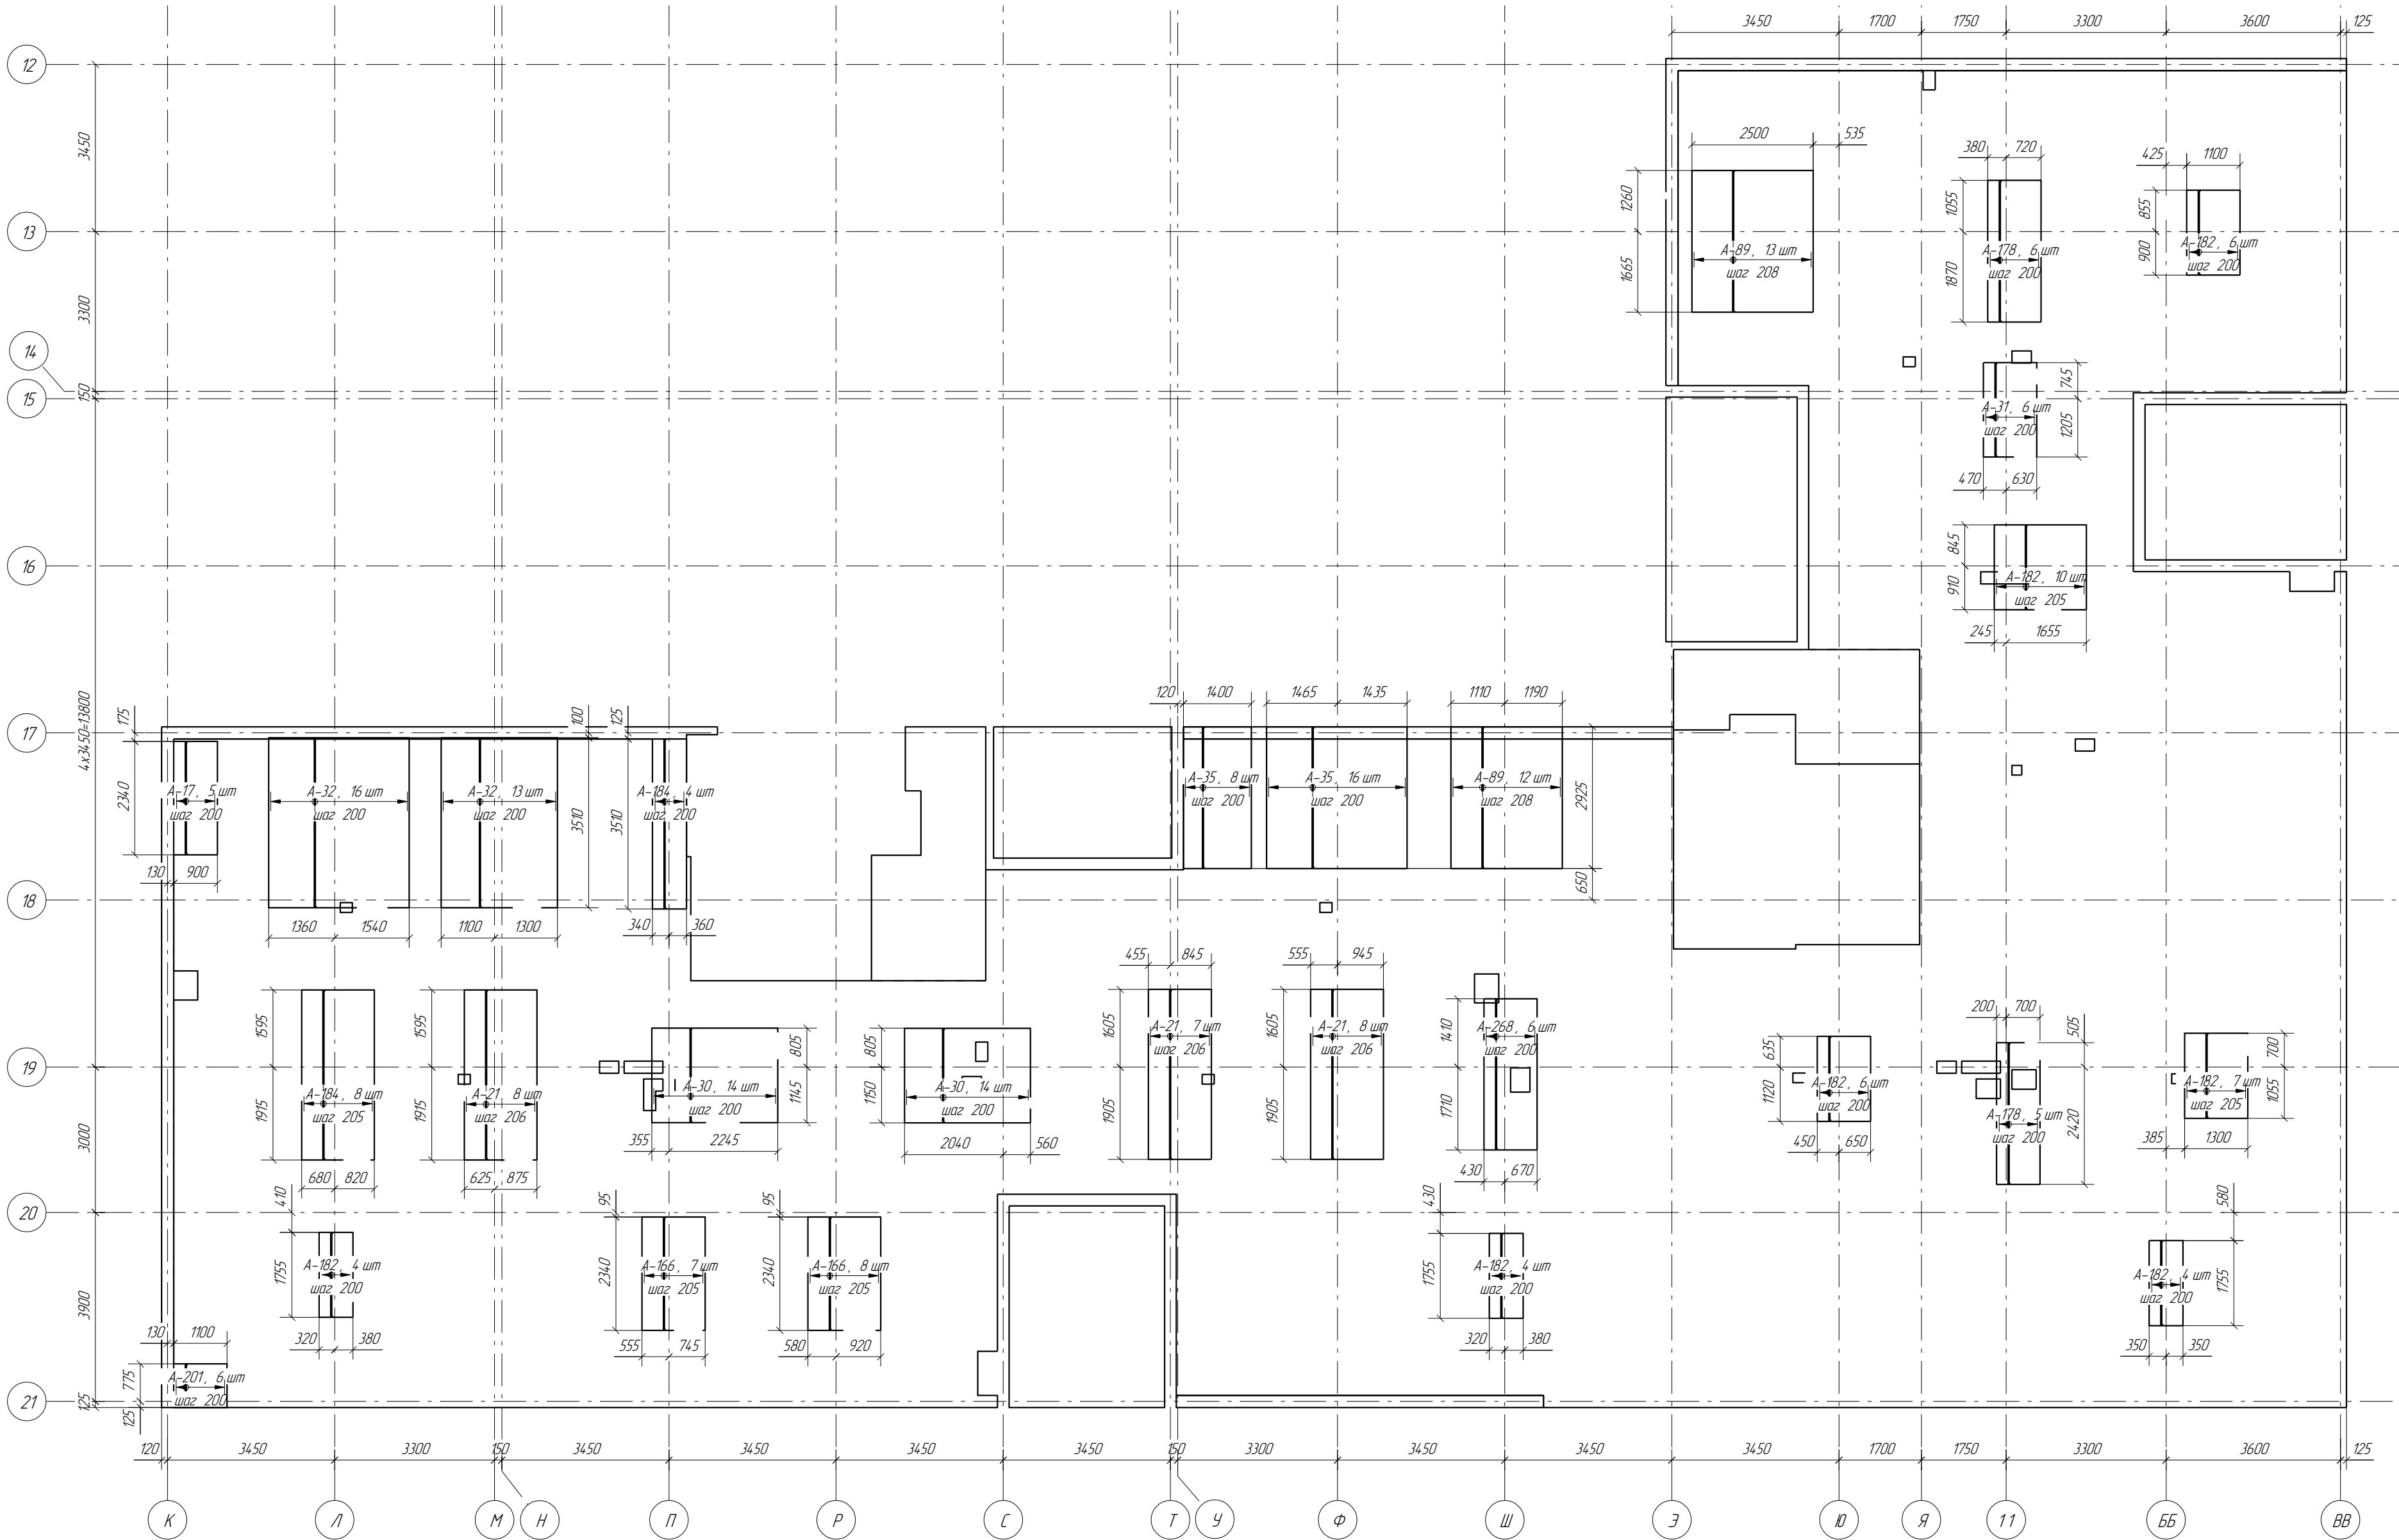 3450 1700 1750 3300 3600 125
12
3450
2500 535
380 720
425 1100
1260
1055
855
13
А-89, 13 шт
шаг 208
А-178, 6 шт
шаг 200
А-182, 6 шт
шаг 200
1665
1870
900
3300
14
150
15
745
А-31, 6 шт
шаг 200
1205
470 630
845
16
910
А-182, 10 шт
шаг 205
245 1655
4х3450=13800
17
175
100
125
120 1400 1465 1435 1110 1190
2340
А-17, 5 шт
шаг 200
А-32, 16 шт
шаг 200
А-32, 13 шт
шаг 200
3510
3510
А-184, 4 шт
шаг 200
А-35, 8 шт
шаг 200
А-35, 16 шт
шаг 200
А-89, 12 шт
шаг 208
2925
130 900
650
18
1360 1540 1100 1300 340 360
455 845 555 945
1595
1595
1605
1605
1410
200 700
505
19
805
805
635
700
А-184, 8 шт
шаг 205
А-21, 8 шт
шаг 206
А-30, 14 шт
шаг 200
А-30, 14 шт
шаг 200
А-21, 7 шт
шаг 206
А-21, 8 шт
шаг 206
А-268, 6 шт
шаг 200
А-182, 6 шт
шаг 200
А-178, 5 шт
шаг 200
А-182, 7 шт
шаг 205
1915
1915
1145
1150
1905
1905
1710
1120
2420
1055
3000
355 2245 2040 560
450 650
385 1300
680 820 625 875
430 670
410
95
95
430
580
20
1755
А-182, 4 шт
шаг 200
2340
А-166, 7 шт
шаг 205
2340
А-166, 8 шт
шаг 205
1755
А-182, 4 шт
шаг 200
А-182, 4 шт
шаг 200
1755
3900
320 380
555 745
580 920
320 380
350 350
130 1100
775
А-201, 6 шт
шаг 200
21
125
125
120 3450 3300 150 3450 3450 3450 3450 150 3300 3450 3450 3450 1700 1750 3300 3600 125
К Л М Н П Р С Т У Ф Ш Э Ю Я 11 ББ ВВ